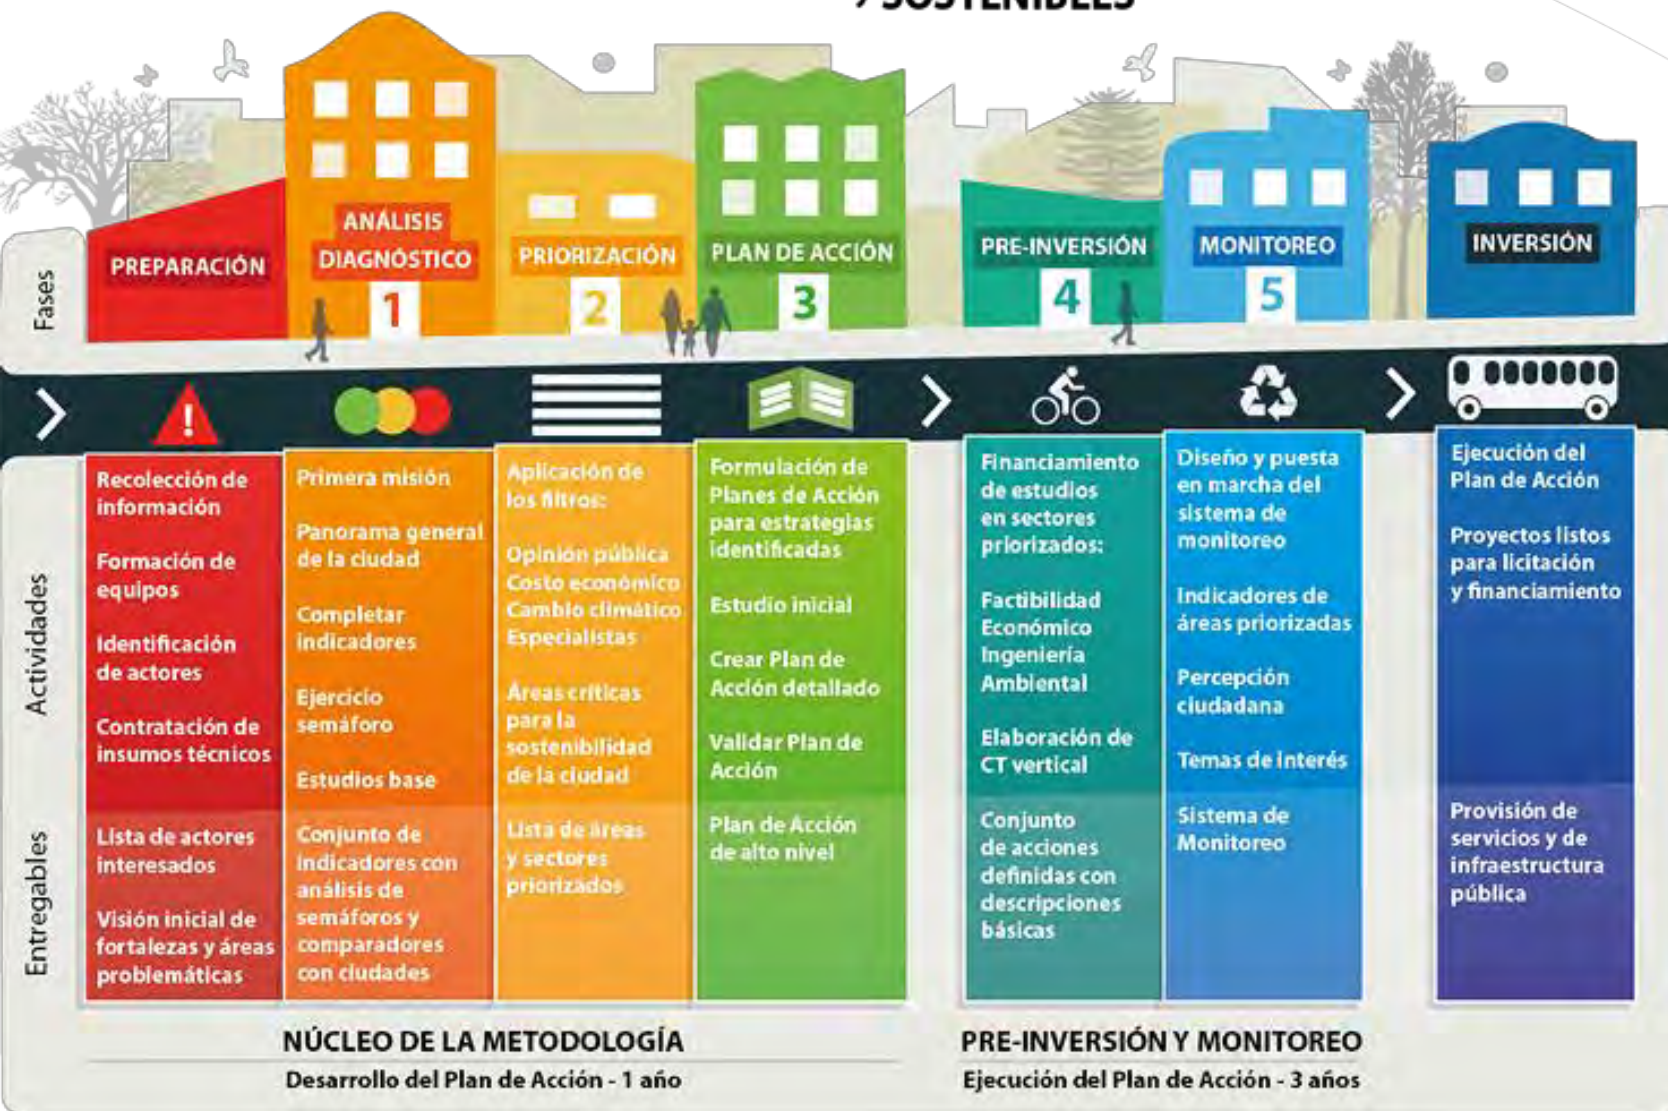 SOSTENIBLES
Fases
PREPARACIÓN
ANÁLISIS
DIAGNÓSTICO
1
PRIORIZACIÓN
2
PLAN DE ACCIÓN
3
PRE-INVERSIÓN
4
MONITOREO
5
INVERSIÓN
Actividades
Recolección de
información
Formación de
equipos
Identificación
de actores
Contratación de
insumos técnicos
Primera misión
Panorama general
de la ciudad
Completar
indicadores
Ejercicio
semáforo
Estudios base
Aplicación de
los filtros:
Opinión pública
Costo económico
Cambio climático
Especialistas
Áreas críticas
para la
sostenibilidad
de la ciudad
Formulación de
Planes de Acción
para estrategias
identificadas
Estudio inicial
Crear Plan de
Acción detallado
Validar Plan de
Acción
Financiamiento
de estudios
en sectores
priorizados:
Factibilidad
Económico
Ingeniería
Ambiental
Elaboración de
CT vertical
Diseño y puesta
en marcha del
sistema de
monitoreo
Indicadores de
áreas priorizadas
Percepción
ciudadana
Temas de interés
Ejecución del
Plan de Acción
Proyectos listos
para licitación
y financiamiento
Entregables
Lista de actores
interesados
Visión inicial de
fortalezas y áreas
problemáticas
Conjunto de
indicadores con
análisis de
semáforos y
comparadores
con ciudades
Lista de áreas
y sectores
priorizados
Plan de Acción
de alto nivel
Conjunto
de acciones
definidas con
descripciones
básicas
Sistema de
Monitoreo
Provisión de
servicios y de
infraestructura
pública
NÚCLEO DE LA METODOLOGÍA
Desarrollo del Plan de Acción - 1 año
PRE-INVERSIÓN Y MONITOREO
Ejecución del Plan de Acción - 3 años